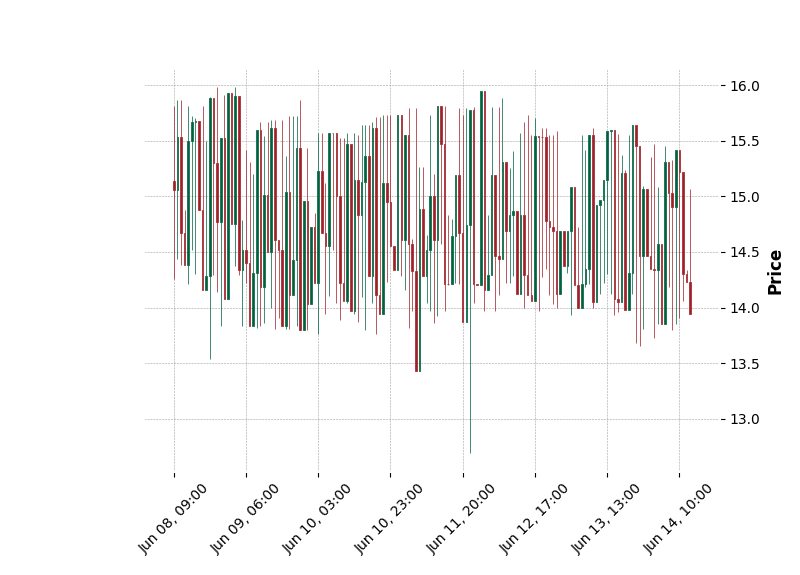 16.0
15.5
15.0
14.5
14.0
13.5
13.0
Price
Jun 08, 09:00
Jun 09, 06:00
Jun 10, 03:00
Jun 10, 23:00
Jun 11, 20:00
Jun 12, 17:00
Jun 13, 13:00
Jun 14, 10:00